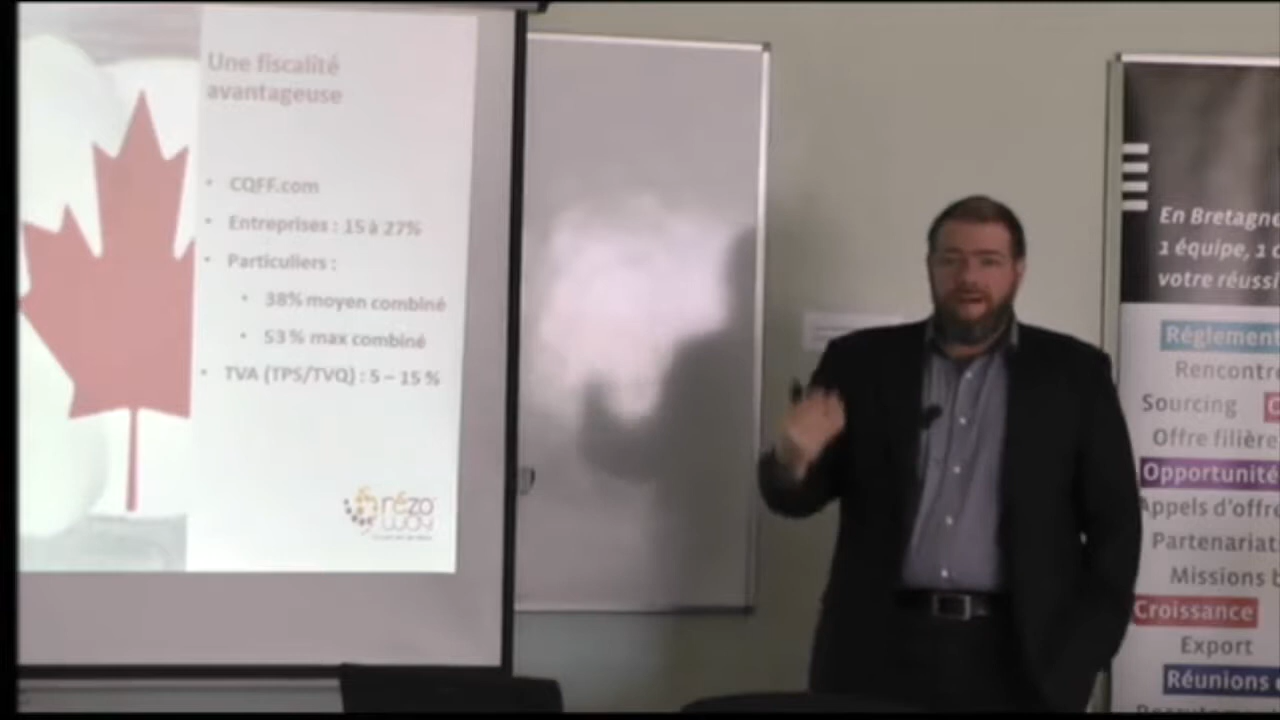 Une fiscalité
avantageuse
• CQFF.com
• Entreprises : 15 à 27%
• Particuliers :
• 38% moyen combiné
• 53% max combiné
• TVA (TPS/TVQ) : 5 – 15 %
rézo
way
En Bretagne
1 équipe, 1
votre réussi
Réglement
Rencontre
Sourcing
Offre filière
Opportunité
Appels d'offre
Partenariat
Missions
Croissance
Export
Réunions